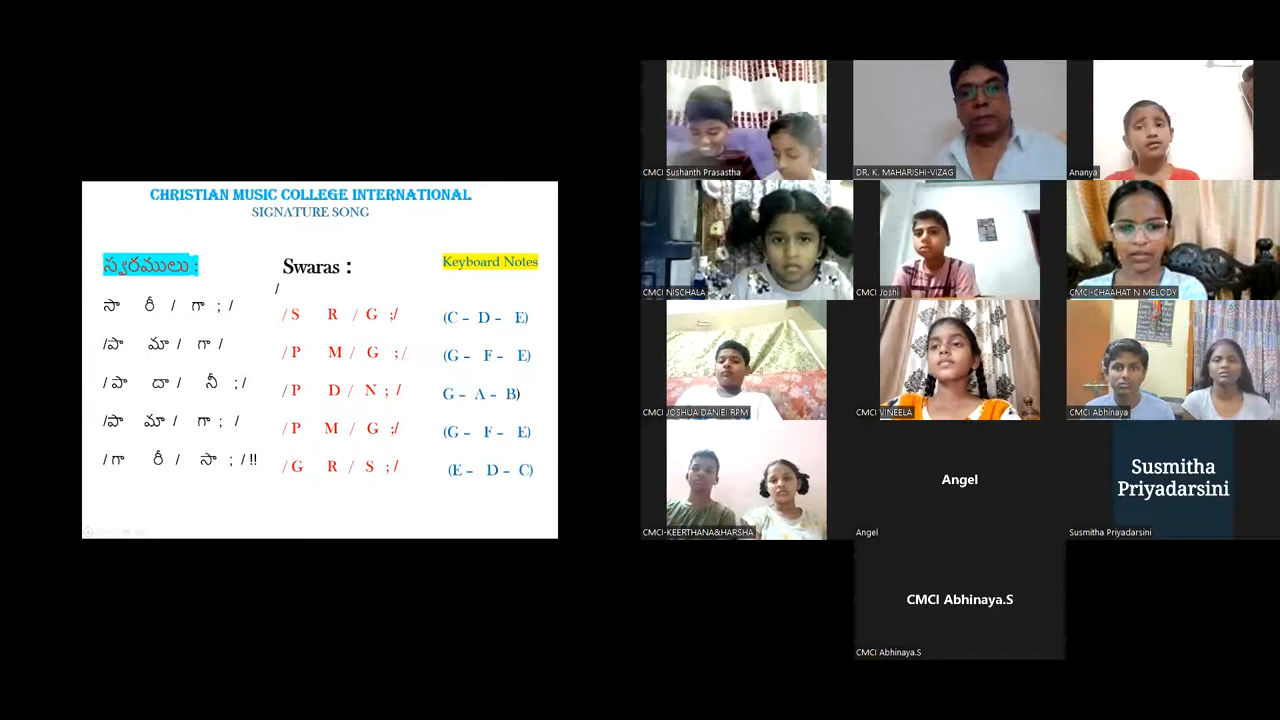 CHRISTIAN MUSIC COLLEGE INTERNATIONAL
SIGNATURE SONG
స్వరములు :
సా రీ / గా ; /
/పా మా / గా /
/ పా దా / నీ ; /
/పా మా / గా ; /
/ గా రీ / సా ; / !!
Swaras :
/
/ S R / G ;/
/ P M / G ; /
/ P D / N ; /
/ P M / G ;/
/ G R / S ; /
Keyboard Notes
(C – D – E)
(G – F – E)
G – A – B)
(G – F – E)
(E – D – C)
CMCI Sushanth Prasastha
DR. K. MAHARISHI-VIZAG
Ananya
CMCI NISCHALA
CMCI Joshi
CMCI-CHAAHAT N MELODY
CMCI JOSHUA DANIEl RPM
CMCI VINEELA
CMCI Abhinaya
CMCI-KEERTHANA&HARSHA
Angel
Angel
Susmitha
Priyadarsini
Susmitha Priyadarsini
CMCI Abhinaya.S
CMCI Abhinaya.S